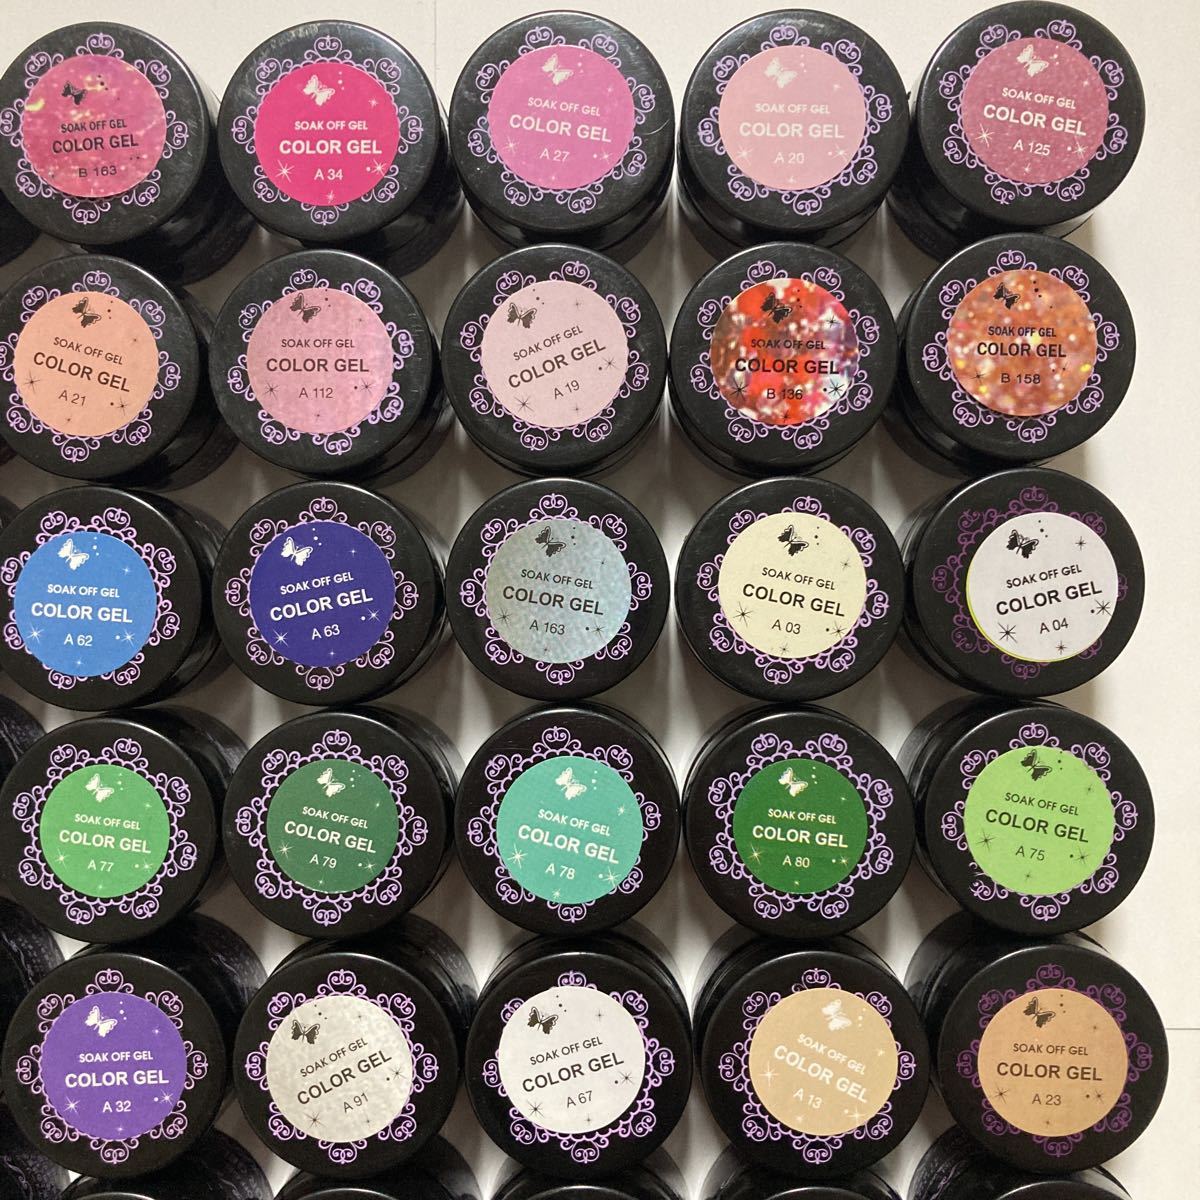 SOAK OFF GEL
COLOR GEL
B 163
SOAK OFF GEL
COLOR GEL
A 34
SOAK OFF GEL
COLOR GEL
A 27
SOAK OFF GEL
COLOR GEL
A 20
SOAK OFF GEL
COLOR GEL
A 125
SOAK OFF GEL
COLOR GEL
A 21
SOAK OFF GEL
COLOR GEL
A 112
SOAK OFF GEL
COLOR GEL
A 19
SOAK OFF GEL
COLOR GEL
B 136
SOAK OFF GEL
COLOR GEL
B 158
SOAK OFF GEL
COLOR GEL
A 62
SOAK OFF GEL
COLOR GEL
A 63
SOAK OFF GEL
COLOR GEL
A 163
SOAK OFF GEL
COLOR GEL
A 03
SOAK OFF GEL
COLOR GEL
A 04
SOAK OFF GEL
COLOR GEL
A 77
SOAK OFF GEL
COLOR GEL
A 79
SOAK OFF GEL
COLOR GEL
A 78
SOAK OFF GEL
COLOR GEL
A 80
SOAK OFF GEL
COLOR GEL
A 75
SOAK OFF GEL
COLOR GEL
A 32
SOAK OFF GEL
COLOR GEL
A 91
SOAK OFF GEL
COLOR GEL
A 67
SOAK OFF GEL
COLOR GEL
A 13
SOAK OFF GEL
COLOR GEL
A 23